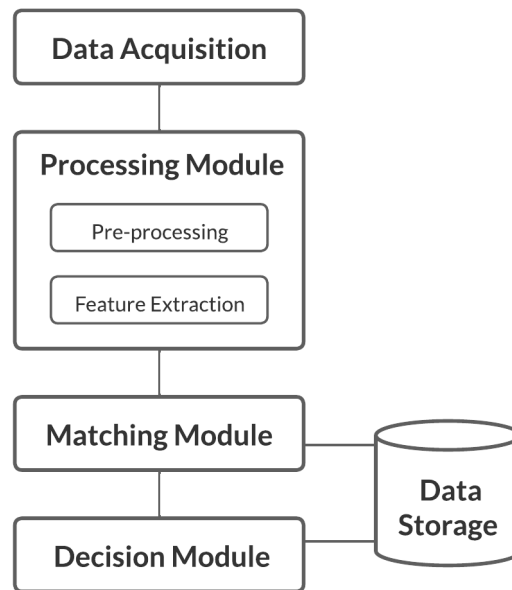 Data Acquisition
Processing Module
Pre-processing
Feature Extraction
Matching Module
Data
Storage
Decision Module